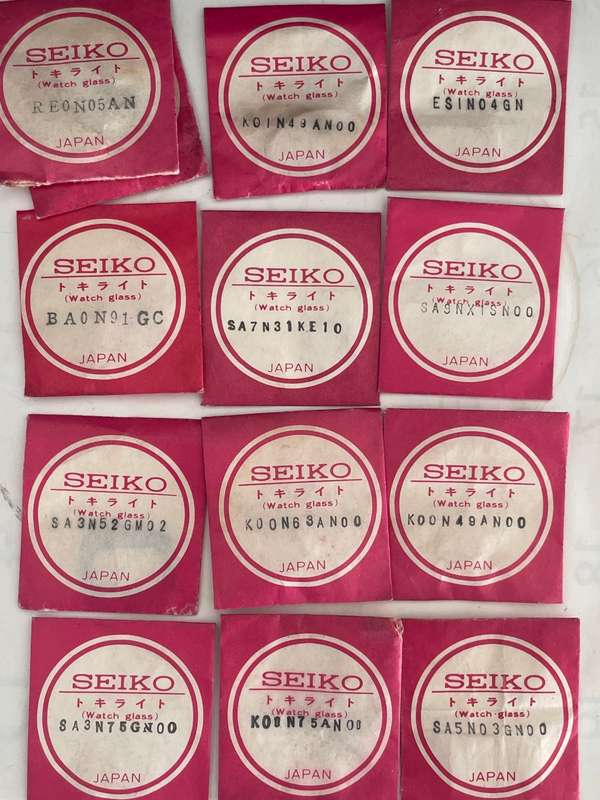 SEIKO
トキライト
(Watch glass)
RE0N05AN
JAPAN
SEIKO
トキライト
(Watch glass)
K01N49AN00
JAPAN
SEIKO
トキライト
(Watch glass)
ES1N04GN
JAPAN
SEIKO
トキライト
(Watch glass)
BA0N91GC
JAPAN
SEIKO
トキライト
(Watch glass)
SA7N31KE10
JAPAN
SEIKO
トキライト
(Watch glass)
JAPAN
SEIKO
トキライト
(Watch glass)
SA3N52GM02
JAPAN
SEIKO
トキライト
(Watch glass)
K00N63AN00
JAPAN
SEIKO
トキライト
(Watch glass)
K00N49AN00
JAPAN
SEIKO
トキライト
(Watch glass)
SA3N75GN00
JAPAN
SEIKO
トキライト
(Watch glass)
K00N75AN00
JAPAN
SEIKO
トキライト
(Watch glass)
SA5N03GN00
JAPAN